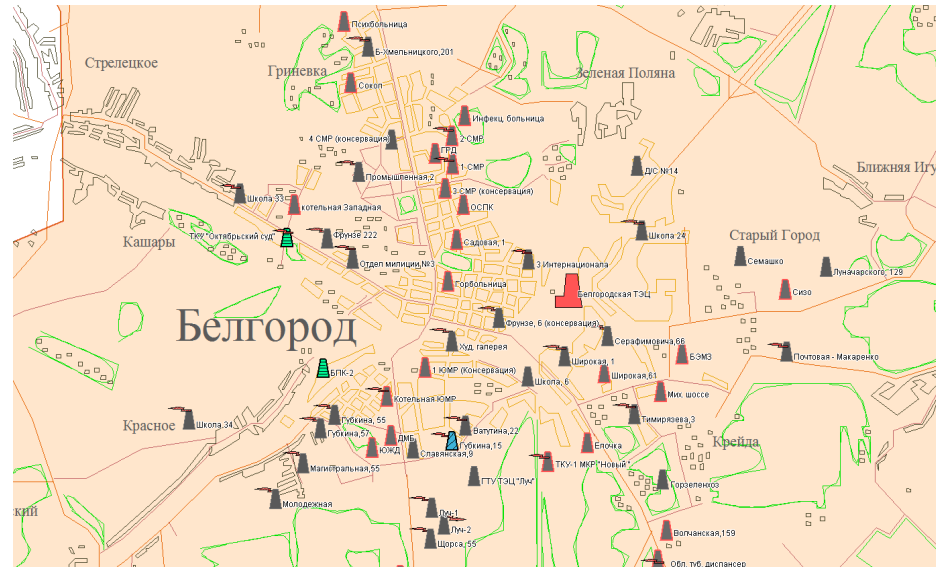 Психбольница
Б-Хмельницкого,201
Стрелецкое
Гриневка
Зеленая Поляна
Сокол
Инфекц. больница
4 СМР (консервация)
2 СМР
ГРД
1 СМР
Д/С №14
Ближняя Игу
Промышленная,2
3 СМР (консервация)
Школа 33
котельная Западная
ОСПК
ТКУ "Октябрьский суд"
Фрунзе 222
Школа 24
Старый Город
Кашары
Садовая, 1
Отдел милиции,№3
3 Интернационала
Семашко
Луначарского, 129
Горбольница
Белгородская ТЭЦ
Сизо
Белгород
Фрунзе, 6 (консервация)
Худ. галерея
Серафимовича,66
Широкая, 1
БЭМЗ
Почтовая - Макаренко
БПК-2
1 ЮМР (Консервация)
Школа, 6
Широкая,61
Мих. шоссе
Котельная ЮМР
Красное
Школа,34
Губкина, 55
Губкина,57
Ватутина,22
Тимирязева,3
ДМБ
Губкина,15
Елочка
Крейда
ЮЖД
Славянская,9
Магистральная,55
ТКУ-1 МКР "Новый"
ГТУ ТЭЦ "Луч"
Горзеленхоз
Молодежная
кий
Луч-1
Луч-2
Щорса, 55
Волчанская,159
Обл. туб. диспансер